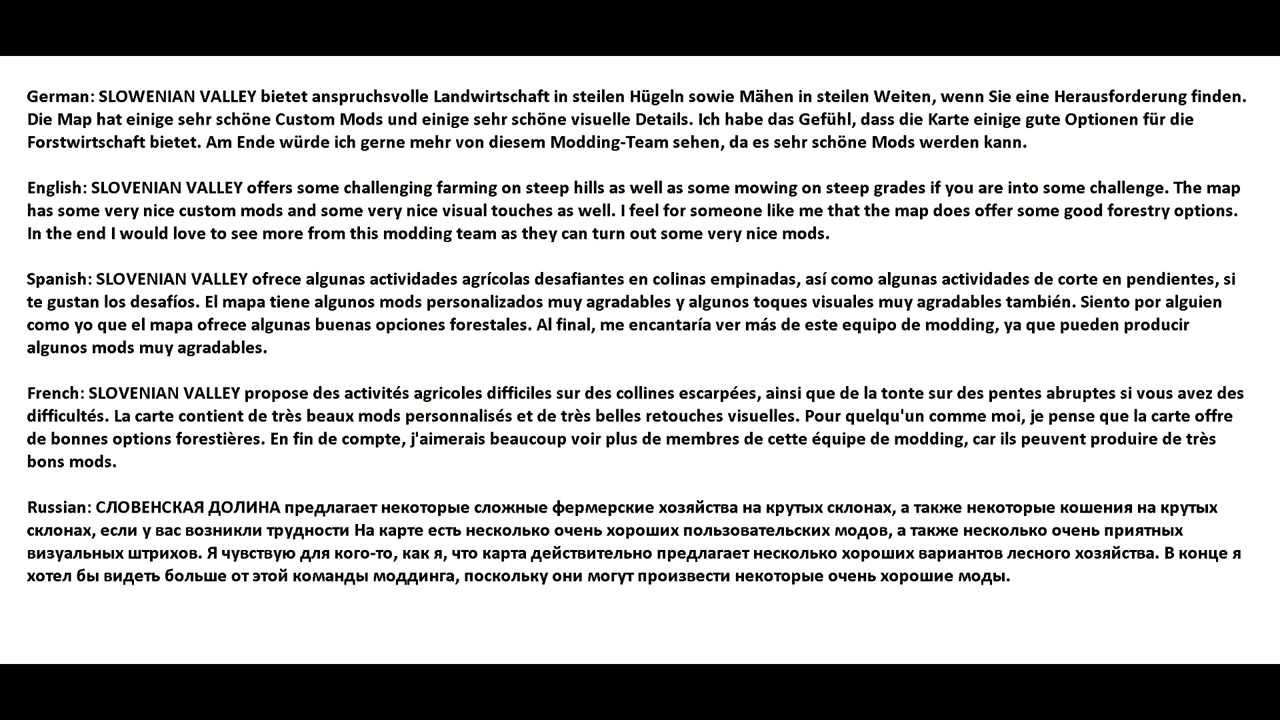 German: SLOWENIAN VALLEY bietet anspruchsvolle Landwirtschaft in steilen Hügeln sowie Mähen in steilen Weiten, wenn Sie eine Herausforderung finden.
Die Map hat einige sehr schöne Custom Mods und einige sehr schöne visuelle Details. Ich habe das Gefühl, dass die Karte einige gute Optionen für die
Forstwirtschaft bietet. Am Ende würde ich gerne mehr von diesem Modding-Team sehen, da es sehr schöne Mods werden kann.
English: SLOVENIAN VALLEY offers some challenging farming on steep hills as well as some mowing on steep grades if you are into some challenge. The map
has some very nice custom mods and some very nice visual touches as well. I feel for someone like me that the map does offer some good forestry options.
In the end I would love to see more from this modding team as they can turn out some very nice mods.
Spanish: SLOVENIAN VALLEY ofrece algunas actividades agrícolas desafiantes en colinas empinadas, así como algunas actividades de corte en pendientes, si
te gustan los desafíos. El mapa tiene algunos mods personalizados muy agradables y algunos toques visuales muy agradables también. Siento por alguien
como yo que el mapa ofrece algunas buenas opciones forestales. Al final, me encantaría ver más de este equipo de modding, ya que pueden producir
algunos mods muy agradables.
French: SLOVENIAN VALLEY propose des activités agricoles difficiles sur des collines escarpées, ainsi que de la tonte sur des pentes abruptes si vous avez des
difficultés. La carte contient de très beaux mods personnalisés et de très belles retouches visuelles. Pour quelqu'un comme moi, je pense que la carte offre
de bonnes options forestières. En fin de compte, j'aimerais beaucoup voir plus de membres de cette équipe de modding, car ils peuvent produire de très
bons mods.
Russian: СЛОВЕНСКАЯ ДОЛИНА предлагает некоторые сложные фермерские хозяйства на крутых склонах, а также некоторые кошения на крутых
склонах, если у вас возникли трудности На карте есть несколько очень хороших пользовательских модов, а также несколько очень приятных
визуальных штрихов. Я чувствую для кого-то, как я, что карта действительно предлагает несколько хороших вариантов лесного хозяйства. В конце я
хотел бы видеть больше от этой команды моддинга, поскольку они могут произвести некоторые очень хорошие моды.